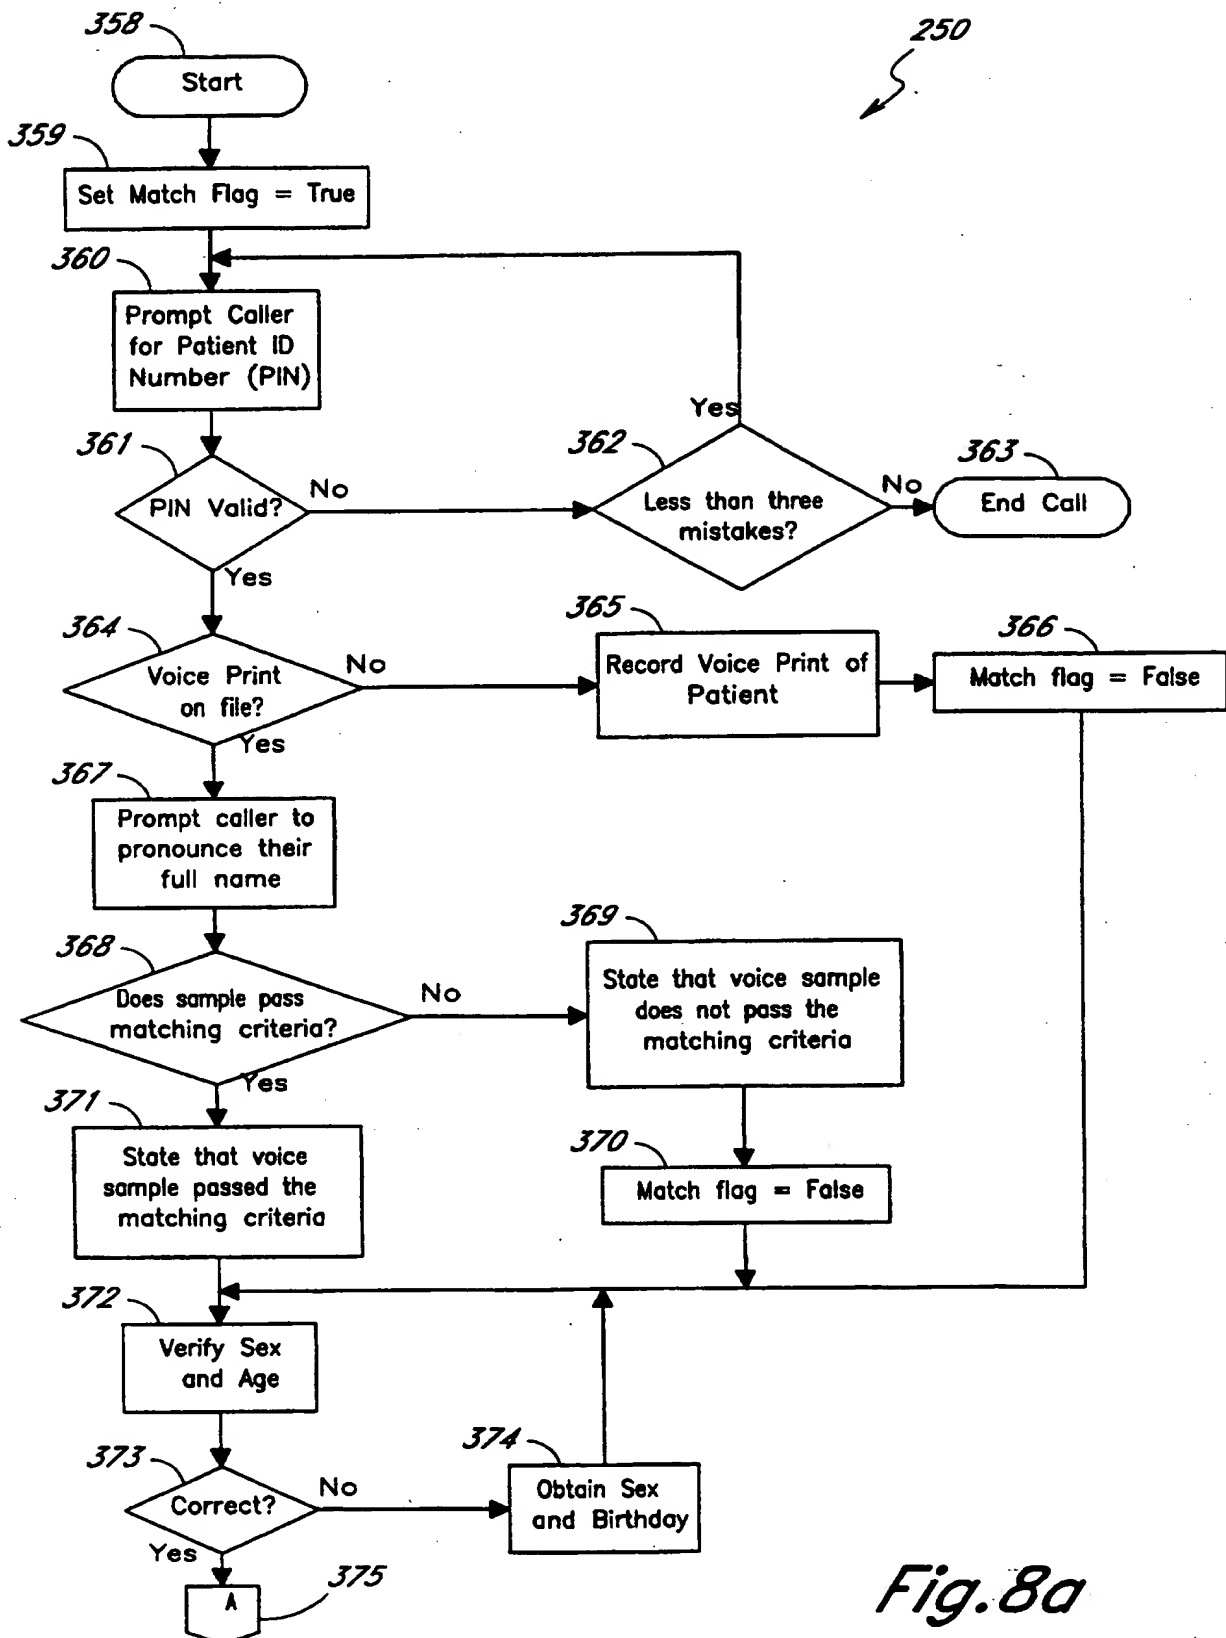 358
250
Start
359
Set Match Flag = True
360
Prompt Caller
for Patient ID
Number (PIN)
Yes
361
362
363
PIN Valid?
No
Less than three
mistakes?
No
End Call
Yes
364
365
366
Voice Print
on file?
No
Record Voice Print of
Patient
Match flag = False
Yes
367
Prompt caller to
pronounce their
full name
368
369
Does sample pass
matching criteria?
No
State that voice sample
does not pass the
matching criteria
Yes
371
370
State that voice
sample passed the
matching criteria
Match flag = False
372
Verify Sex
and Age
373
374
Correct?
No
Obtain Sex
and Birthday
Yes
A
375
Fig.8a